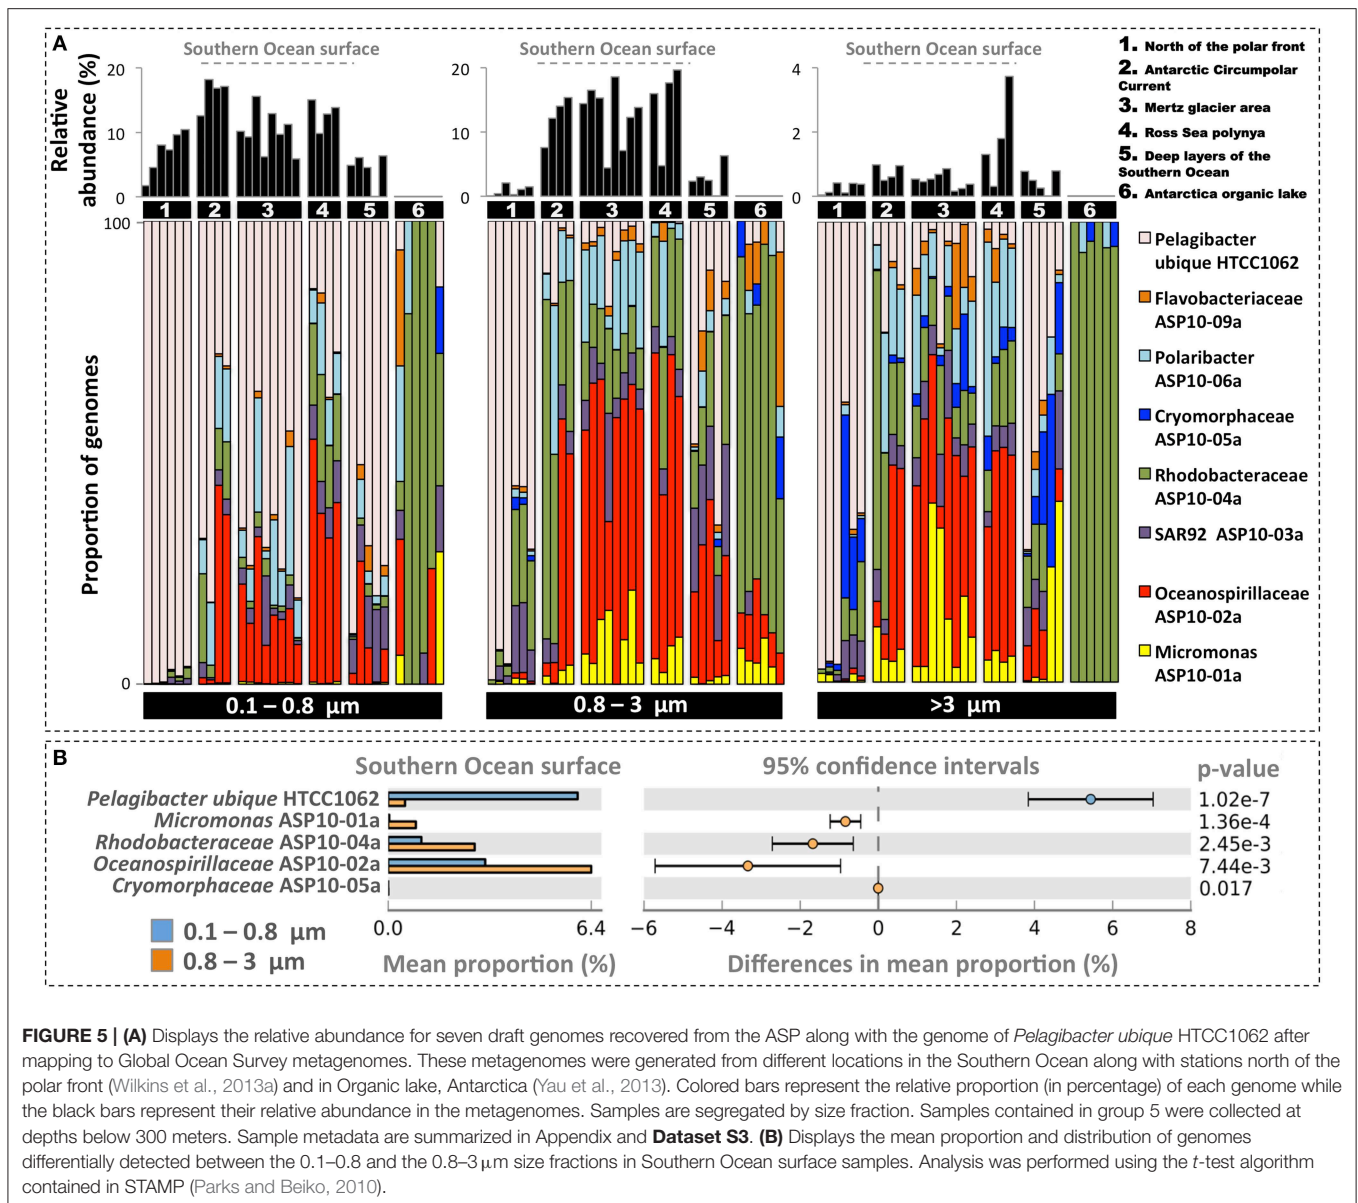 A
Southern Ocean surface
Southern Ocean surface
Southern Ocean surface
Relative
abundance (%)
20
10
0
20
10
0
4
2
0
1. North of the polar front
2. Antarctic Circumpolar
Current
3. Mertz glacier area
4. Ross Sea polynya
5. Deep layers of the
Southern Ocean
6. Antarctica organic lake
1 2 3 4 5 6
1 2 3 4 5 6
1 2 3 4 5 6
Proportion of genomes
100
0
Pelagibacter
ubique HTCC1062
Flavobacteriaceae
ASP10-09a
Polaribacter
ASP10-06a
Cryomorphaceae
ASP10-05a
Rhodobacteraceae
ASP10-04a
SAR92 ASP10-03a
Oceanospirillaceae
ASP10-02a
Micromonas
ASP10-01a
0.1 – 0.8 μm
0.8 – 3 μm
>3 μm
B
Southern Ocean surface
95% confidence intervals
p-value
Pelagibacter ubique HTCC1062
1.02e-7
Micromonas ASP10-01a
1.36e-4
Rhodobacteraceae ASP10-04a
2.45e-3
Oceanospirillaceae ASP10-02a
7.44e-3
Cryomorphaceae ASP10-05a
0.017
0.0 6.4
−6 −4 −2 0 2 4 6 8
0.1 – 0.8 μm
0.8 – 3 μm
Mean proportion (%)
Differences in mean proportion (%)
FIGURE 5 | (A) Displays the relative abundance for seven draft genomes recovered from the ASP along with the genome of Pelagibacter ubique HTCC1062 after
mapping to Global Ocean Survey metagenomes. These metagenomes were generated from different locations in the Southern Ocean along with stations north of the
polar front (Wilkins et al., 2013a) and in Organic lake, Antarctica (Yau et al., 2013). Colored bars represent the relative proportion (in percentage) of each genome while
the black bars represent their relative abundance in the metagenomes. Samples are segregated by size fraction. Samples contained in group 5 were collected at
depths below 300 meters. Sample metadata are summarized in Appendix and Dataset S3. (B) Displays the mean proportion and distribution of genomes
differentially detected between the 0.1–0.8 and the 0.8–3 μm size fractions in Southern Ocean surface samples. Analysis was performed using the t-test algorithm
contained in STAMP (Parks and Beiko, 2010).